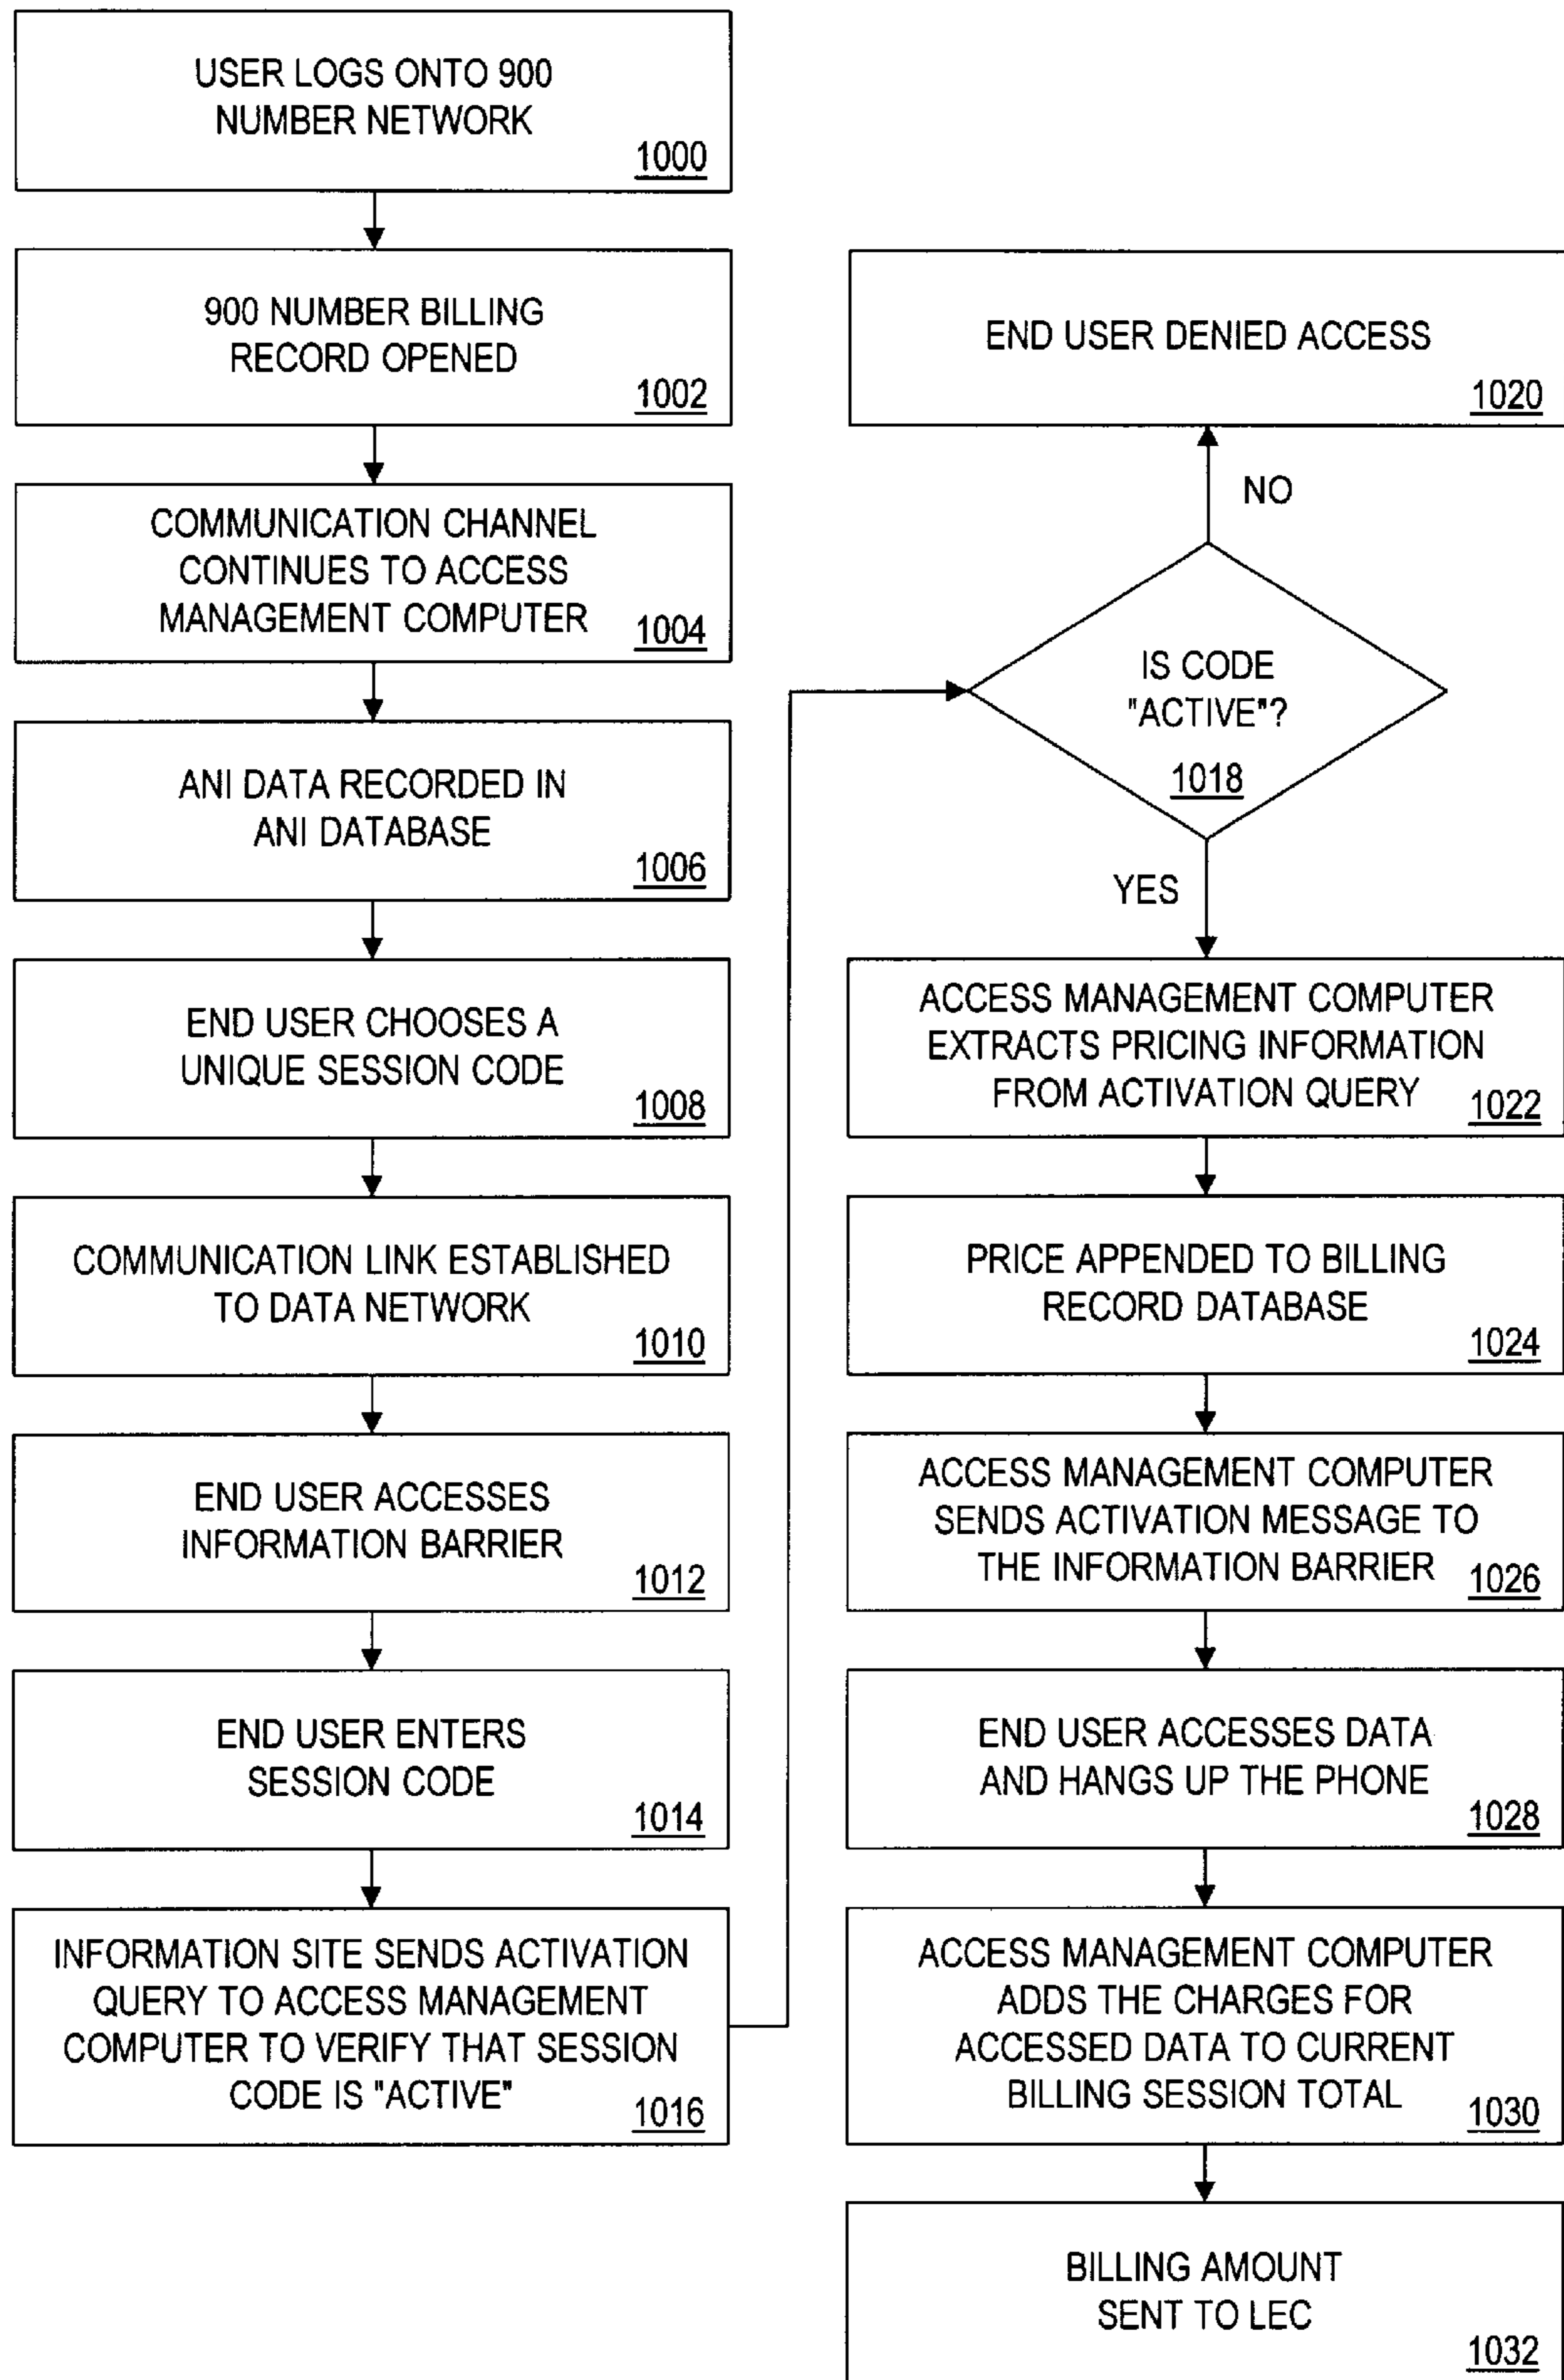 USER LOGS ONTO 900
NUMBER NETWORK
1000
900 NUMBER BILLING
RECORD OPENED
1002
COMMUNICATION CHANNEL
CONTINUES TO ACCESS
MANAGEMENT COMPUTER
1004
ANI DATA RECORDED IN
ANI DATABASE
1006
END USER CHOOSES A
UNIQUE SESSION CODE
1008
COMMUNICATION LINK ESTABLISHED
TO DATA NETWORK
1010
END USER ACCESSES
INFORMATION BARRIER
1012
END USER ENTERS
SESSION CODE
1014
INFORMATION SITE SENDS ACTIVATION
QUERY TO ACCESS MANAGEMENT
COMPUTER TO VERIFY THAT SESSION
CODE IS "ACTIVE"
1016
END USER DENIED ACCESS
1020
NO
IS CODE
"ACTIVE"?
1018
YES
ACCESS MANAGEMENT COMPUTER
EXTRACTS PRICING INFORMATION
FROM ACTIVATION QUERY
1022
PRICE APPENDED TO BILLING
RECORD DATABASE
1024
ACCESS MANAGEMENT COMPUTER
SENDS ACTIVATION MESSAGE TO
THE INFORMATION BARRIER
1026
END USER ACCESSES DATA
AND HANGS UP THE PHONE
1028
ACCESS MANAGEMENT COMPUTER
ADDS THE CHARGES FOR
ACCESSED DATA TO CURRENT
BILLING SESSION TOTAL
1030
BILLING AMOUNT
SENT TO LEC
1032